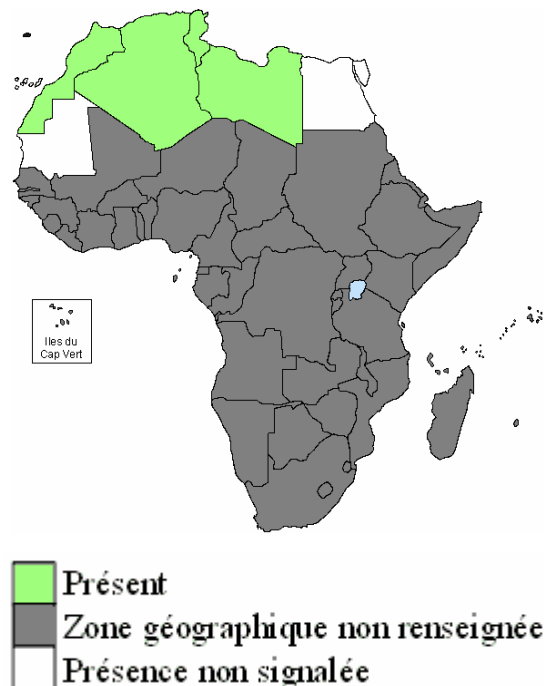 Iles du
Cap Vert
Présent
Zone géographique non renseignée
Présence non signalée